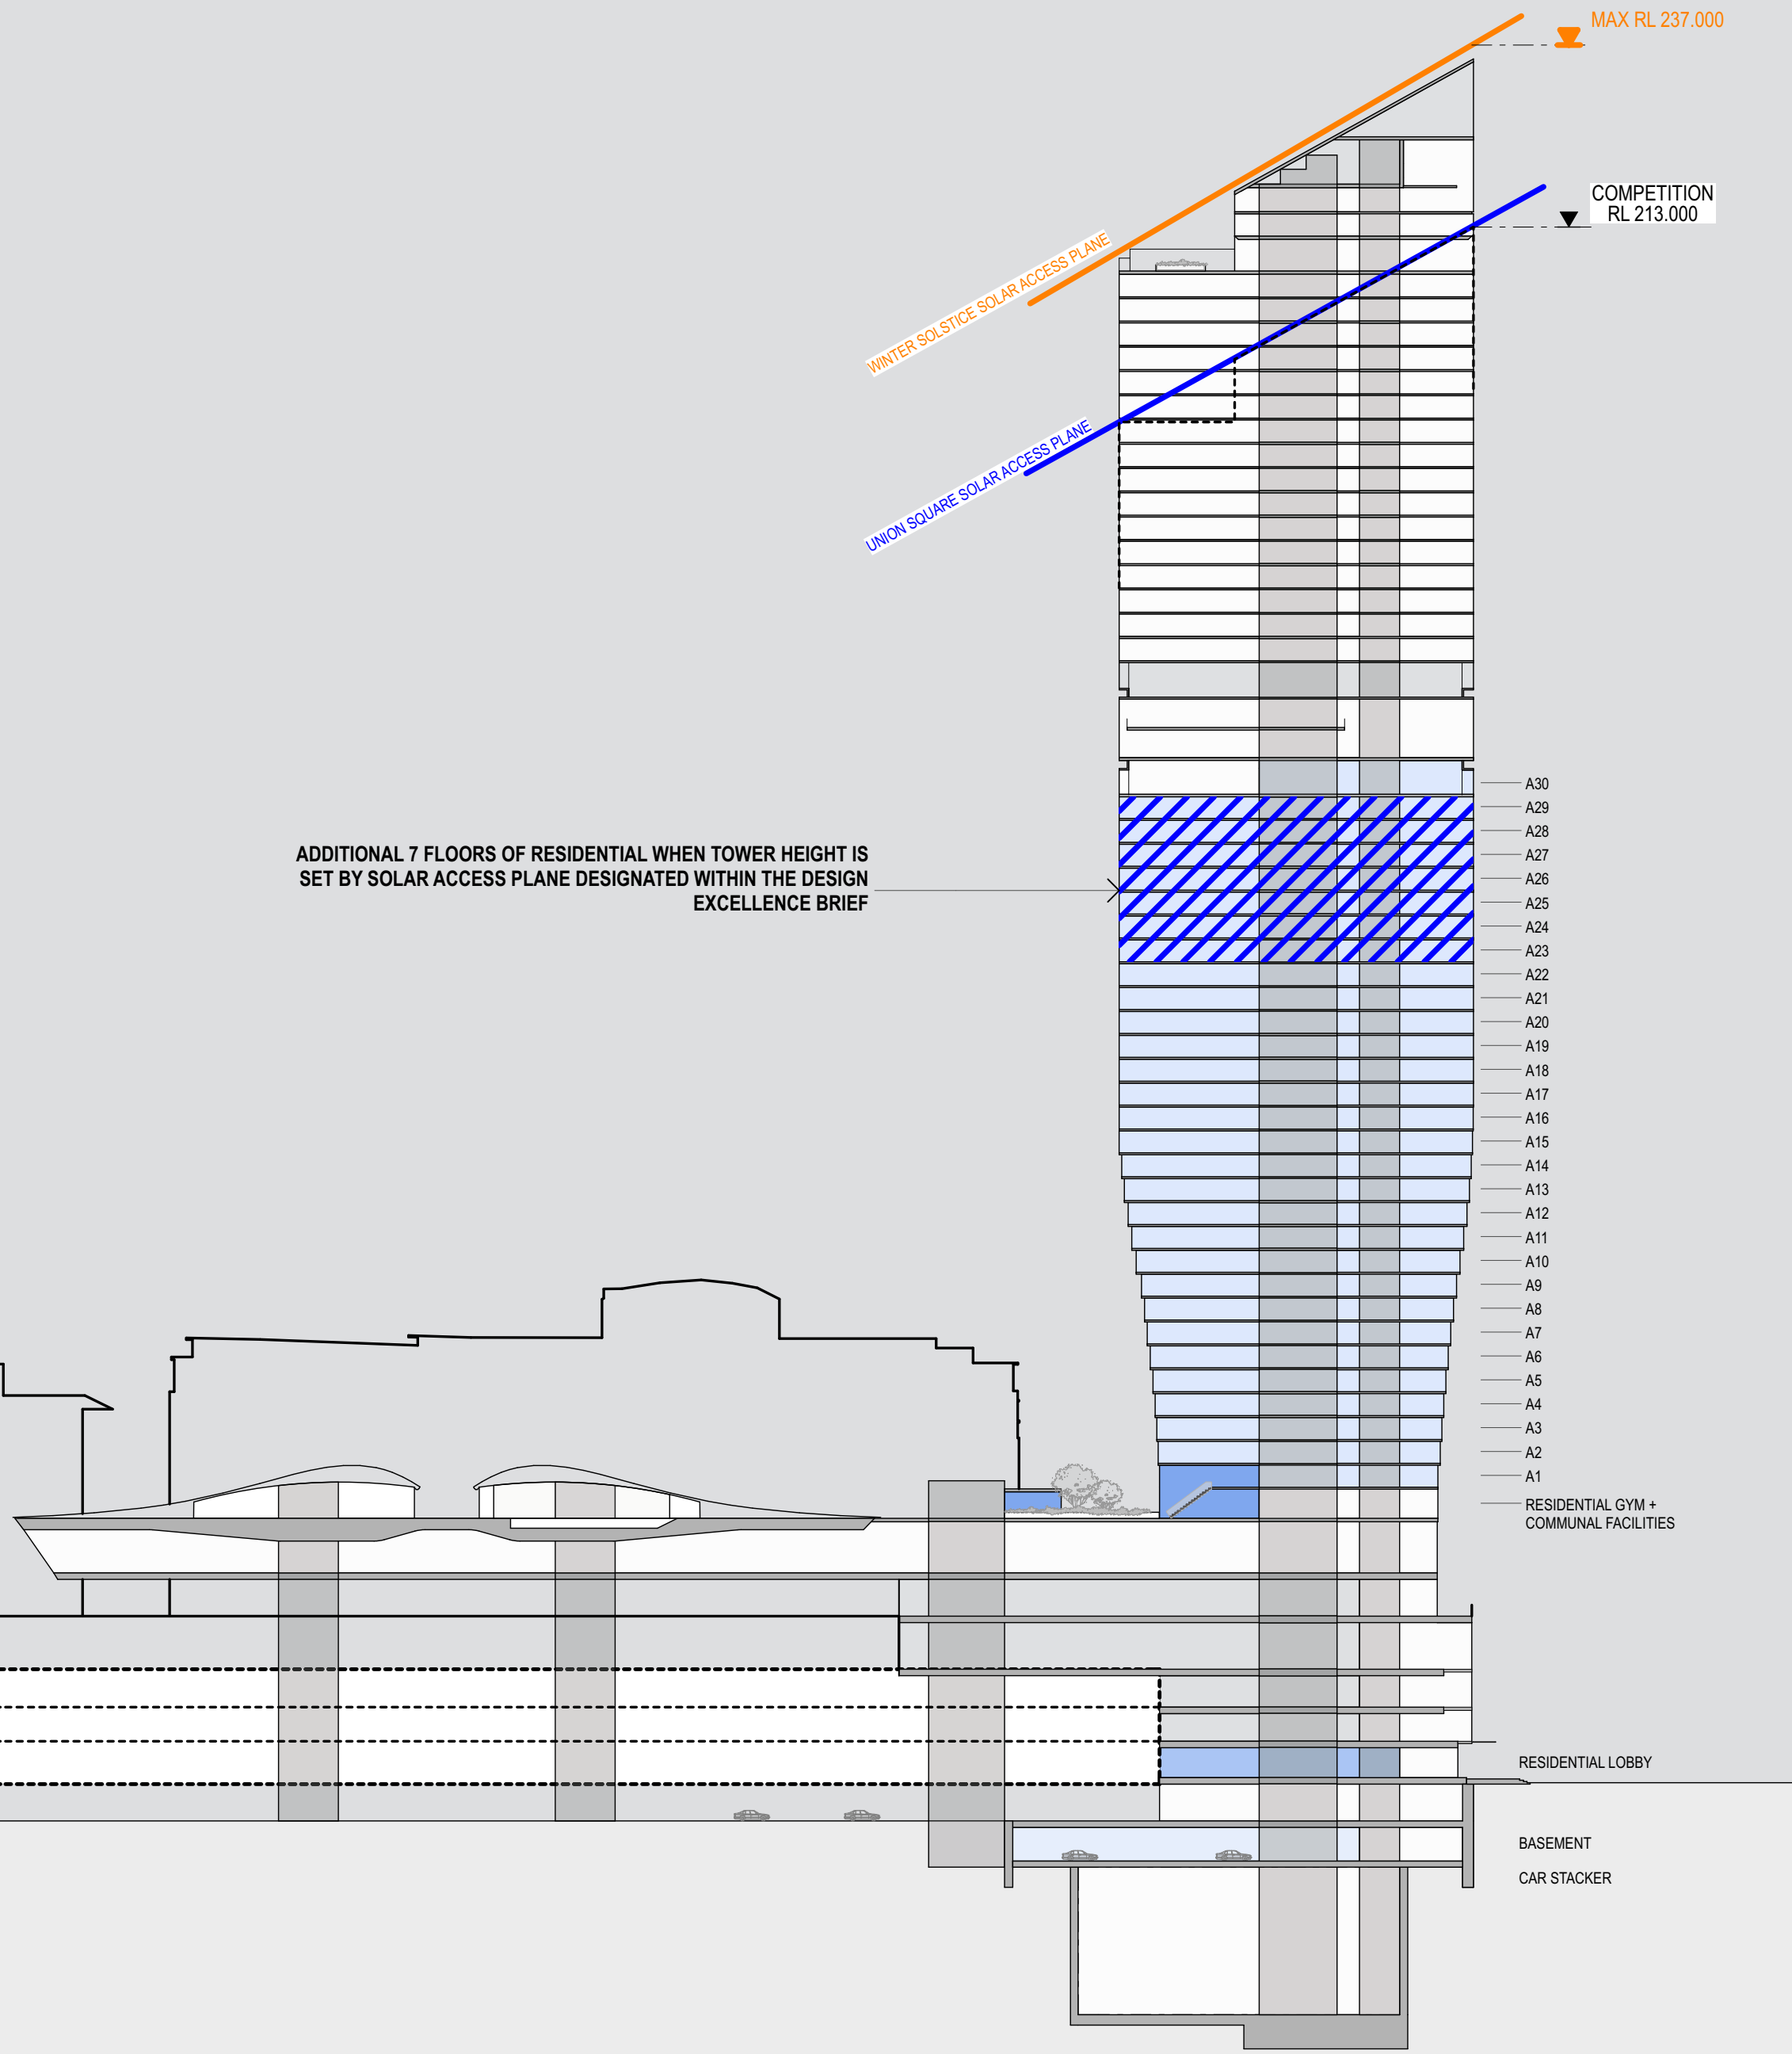 MAX RL 237.000
COMPETITION
RL 213.000
WINTER SOLSTICE SOLAR ACCESS PLANE
UNION SQUARE SOLAR ACCESS PLANE
ADDITIONAL 7 FLOORS OF RESIDENTIAL WHEN TOWER HEIGHT IS
SET BY SOLAR ACCESS PLANE DESIGNATED WITHIN THE DESIGN
EXCELLENCE BRIEF
A30
A29
A28
A27
A26
A25
A24
A23
A22
A21
A20
A19
A18
A17
A16
A15
A14
A13
A12
A11
A10
A9
A8
A7
A6
A5
A4
A3
A2
A1
RESIDENTIAL GYM +
COMMUNAL FACILITIES
RESIDENTIAL LOBBY
BASEMENT
CAR STACKER